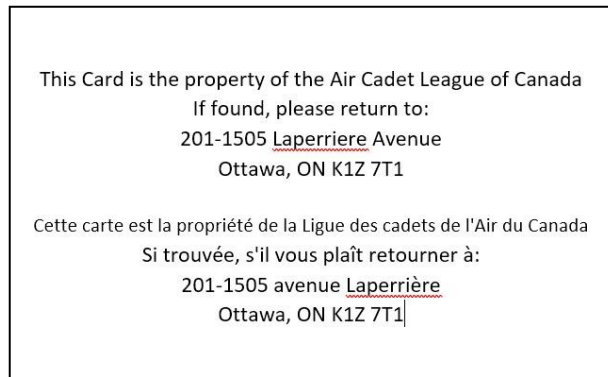 This Card is the property of the Air Cadet League of Canada
If found, please return to:
201-1505 Laperriere Avenue
Ottawa, ON K1Z 7T1
Cette carte est la propriété de la Ligue des cadets de l'Air du Canada
Si trouvée, s'il vous plaît retourner à:
201-1505 avenue Laperrière
Ottawa, ON K1Z 7T1